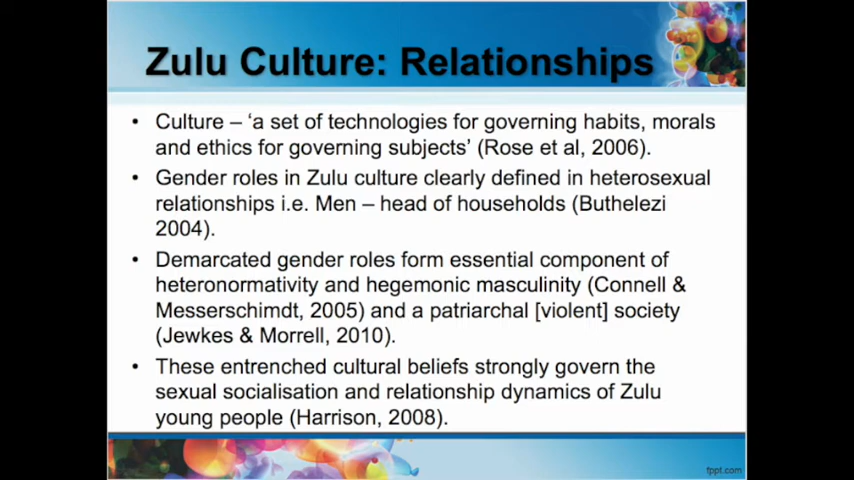 Zulu Culture: Relationships
• Culture – ‘a set of technologies for governing habits, morals
and ethics for governing subjects’ (Rose et al, 2006).
• Gender roles in Zulu culture clearly defined in heterosexual
relationships i.e. Men – head of households (Buthelezi
2004).
• Demarcated gender roles form essential component of
heteronormativity and hegemonic masculinity (Connell &
Messerschimdt, 2005) and a patriarchal [violent] society
(Jewkes & Morrell, 2010).
• These entrenched cultural beliefs strongly govern the
sexual socialisation and relationship dynamics of Zulu
young people (Harrison, 2008).
fppt.com